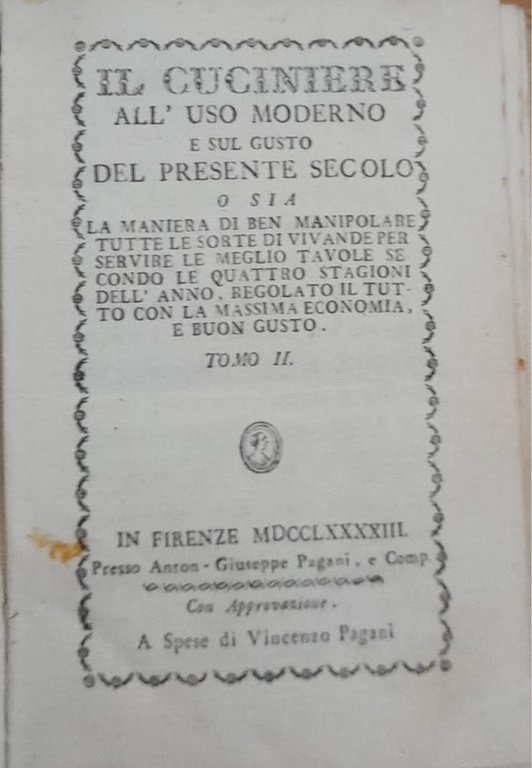 IL CUCINIERE
ALL' USO MODERNO
E SUL GUSTO
DEL PRESENTE SECOLO
O SIA
LA MANIERA DI BEN MANIPOLARE
TUTTE LE SORTE DI VIVANDE PER
SERVIRE LE MEGLIO TAVOLE SE
CONDO LE QUATTRO STAGIONI
DELL' ANNO, REGOLATO IL TUT-
TO CON LA MASSIMA ECONOMIA,
E BUON GUSTO.
TOMO II.
IN FIRENZE MDCCLXXXXIII.
Presso Anton-Giuseppe Pagani, e Comp.
Con Approvazione.
A Spese di Vincenzo Pagani